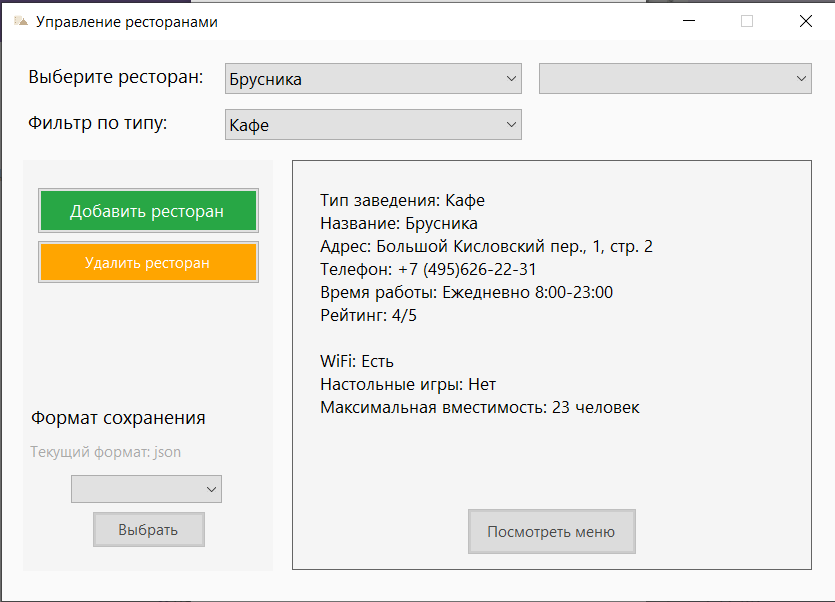 Управление ресторанами
Выберите ресторан:
Брусника
Фильтр по типу:
Кафе
Добавить ресторан
Удалить ресторан
Формат сохранения
Текущий формат: json
Выбрать
Тип заведения: Кафе
Название: Брусника
Адрес: Большой Кисловский пер., 1, стр. 2
Телефон: +7 (495)626-22-31
Время работы: Ежедневно 8:00-23:00
Рейтинг: 4/5
WiFi: Есть
Настольные игры: Нет
Максимальная вместимость: 23 человек
Посмотреть меню